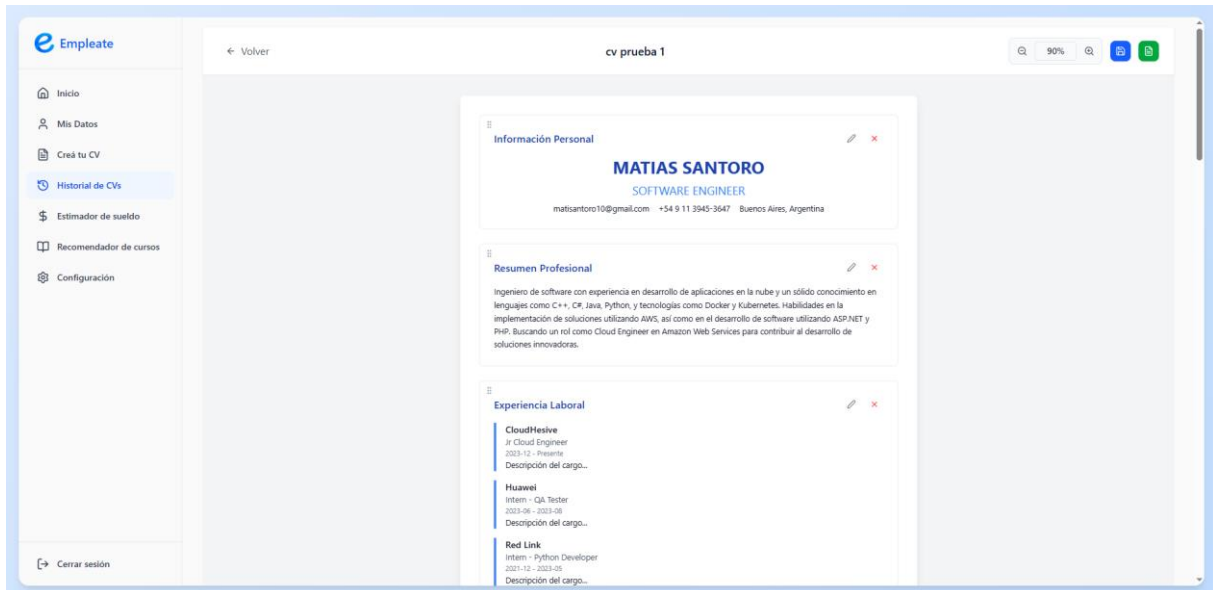 Empleate
Inicio
Mis Datos
Creá tu CV
Historial de CVs
Estimador de sueldo
Recomendador de cursos
Configuración
Cerrar sesión
← Volver
cv prueba 1
90%
Información Personal
MATIAS SANTORO
SOFTWARE ENGINEER
matisantoro10@gmail.com +54 9 11 3945-3647 Buenos Aires, Argentina
Resumen Profesional
Ingeniero de software con experiencia en desarrollo de aplicaciones en la nube y un sólido conocimiento en
lenguajes como C++, C#, Java, Python, y tecnologías como Docker y Kubernetes. Habilidades en la
implementación de soluciones utilizando AWS, así como en el desarrollo de software utilizando ASP.NET y
PHP. Buscando un rol como Cloud Engineer en Amazon Web Services para contribuir al desarrollo de
soluciones innovadoras.
Experiencia Laboral
CloudHesive
Jr Cloud Engineer
2023-12 - Presente
Descripción del cargo...
Huawei
Intern - QA Tester
2023-06 - 2023-08
Descripción del cargo...
Red Link
Intern - Python Developer
2021-12 - 2023-05
Descripción del cargo...